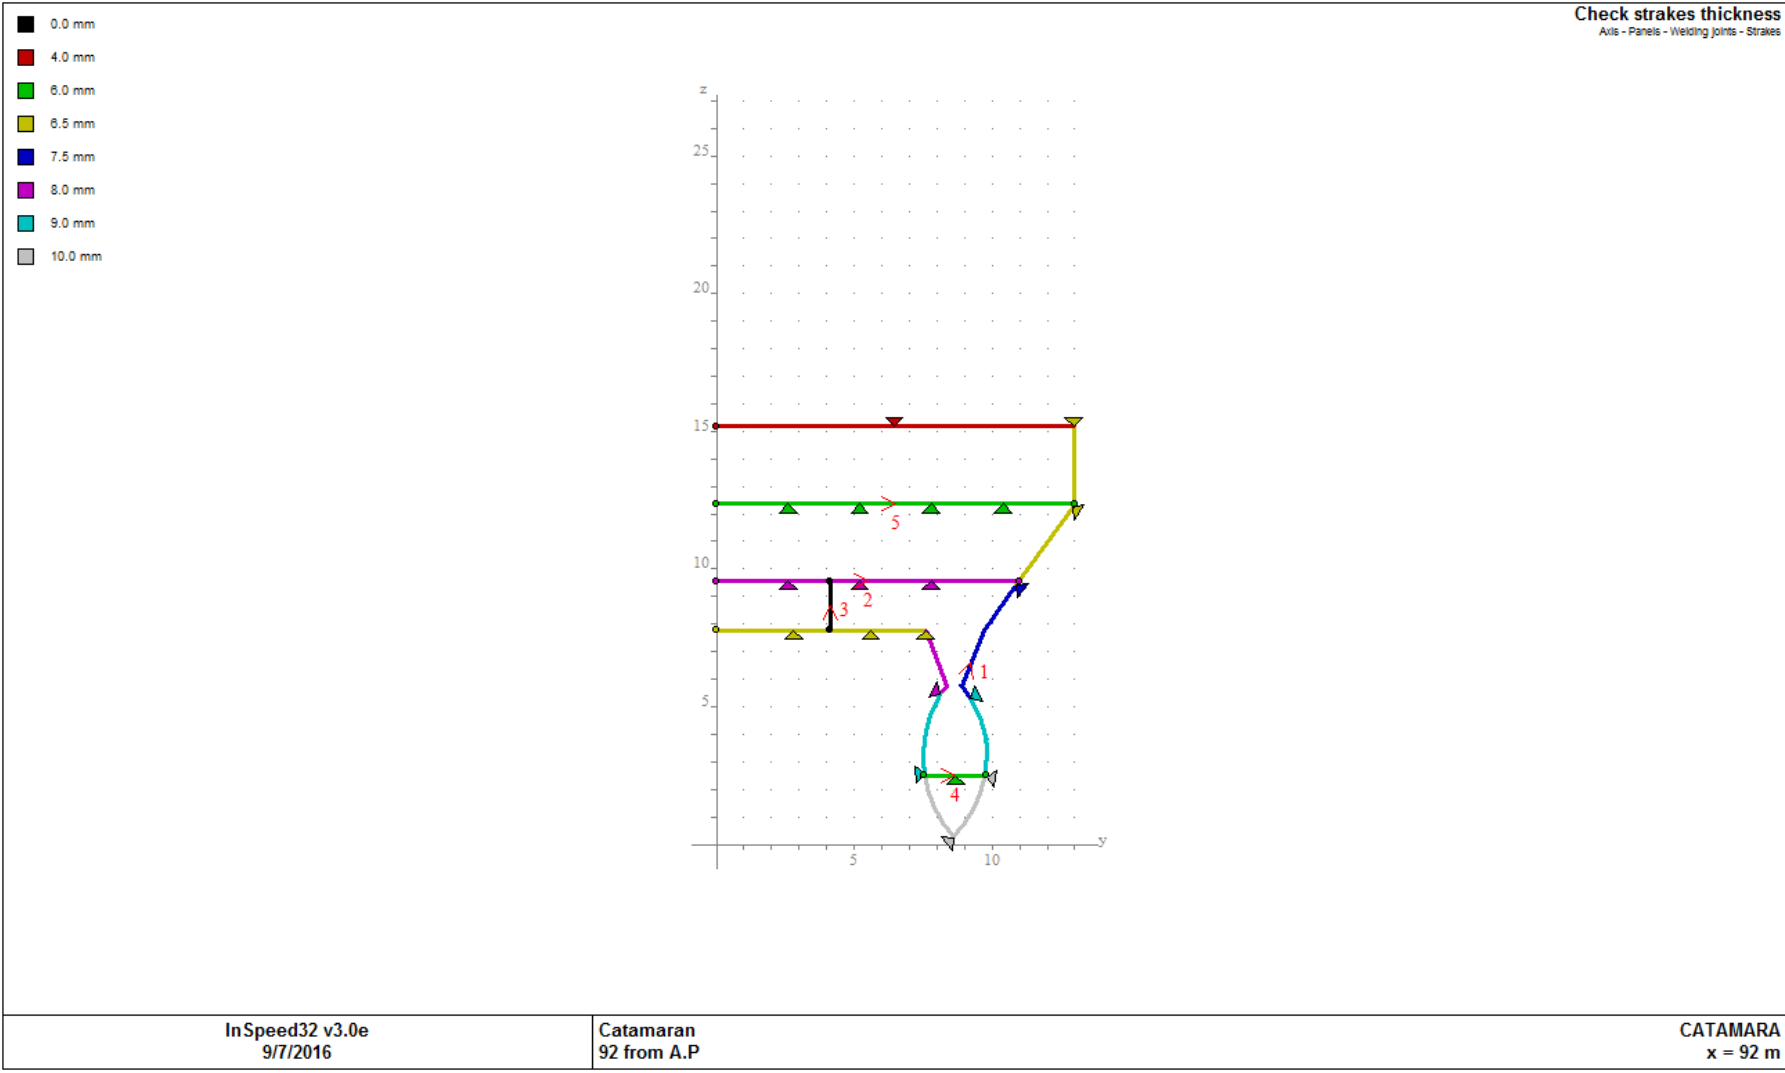 0.0 mm
4.0 mm
6.0 mm
6.5 mm
7.5 mm
8.0 mm
9.0 mm
10.0 mm
Check strakes thickness
Axis - Panels - Welding joints - Strakes
z
25
20
15
5
10
2
3
1
5
4
y
5
10
InSpeed32 v3.0e
9/7/2016
Catamaran
92 from A.P
CATAMARA
x = 92 m